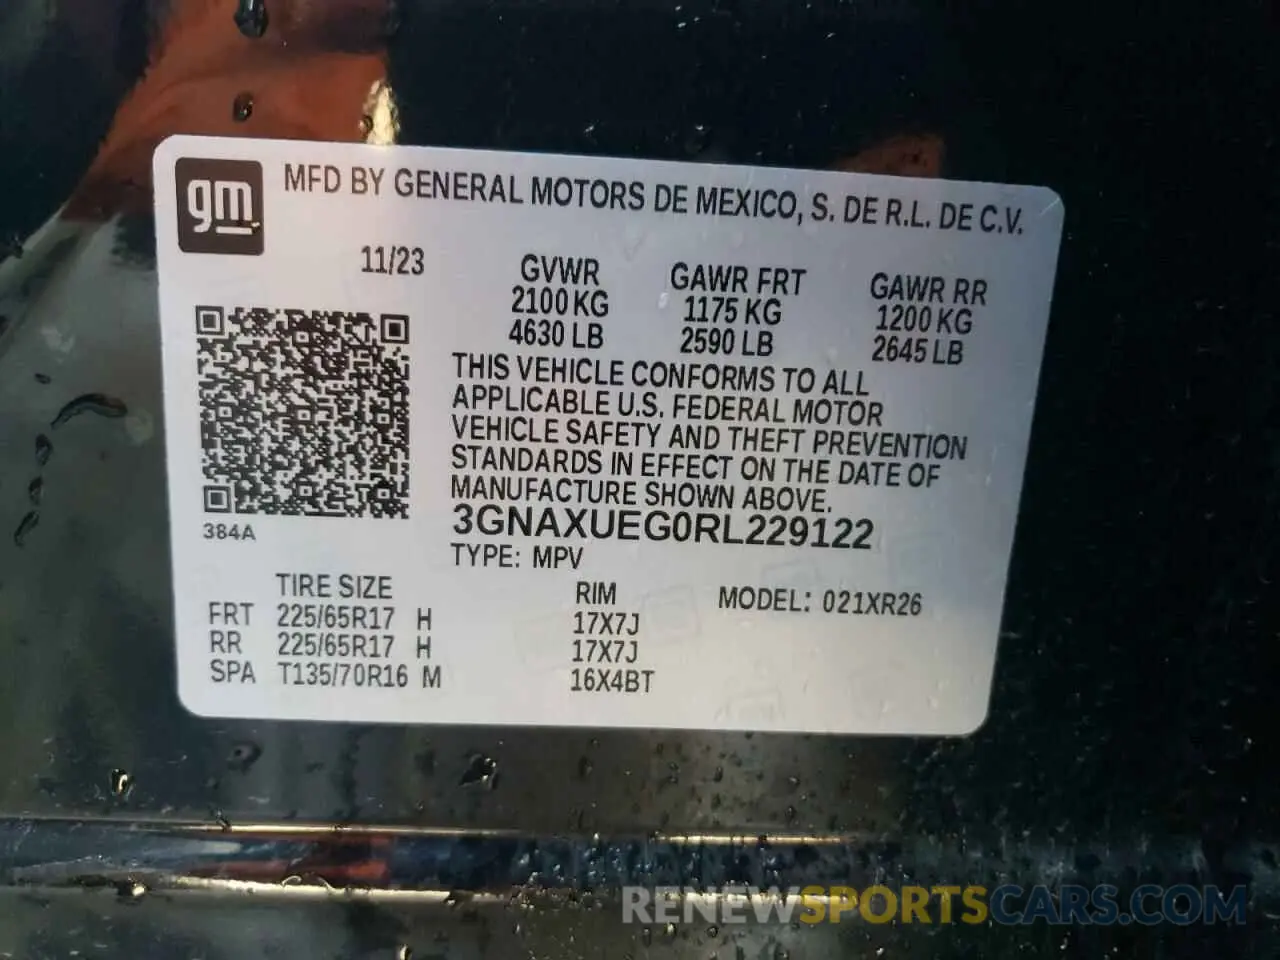 gm
MFD BY GENERAL MOTORS DE MEXICO, S. DE R.L. DE C.V.
11/23
GVWR GAWR FRT GAWR RR
2100 KG 1175 KG 1200 KG
4630 LB 2590 LB 2645 LB
THIS VEHICLE CONFORMS TO ALL
APPLICABLE U.S. FEDERAL MOTOR
VEHICLE SAFETY AND THEFT PREVENTION
STANDARDS IN EFFECT ON THE DATE OF
MANUFACTURE SHOWN ABOVE.
3GNAXUEG0RL229122
384A
TYPE: MPV
TIRE SIZE RIM MODEL: 021XR26
FRT 225/65R17 H 17X7J
RR 225/65R17 H 17X7J
SPA T135/70R16 M 16X4BT
RENEWSPORTSCARS.COM